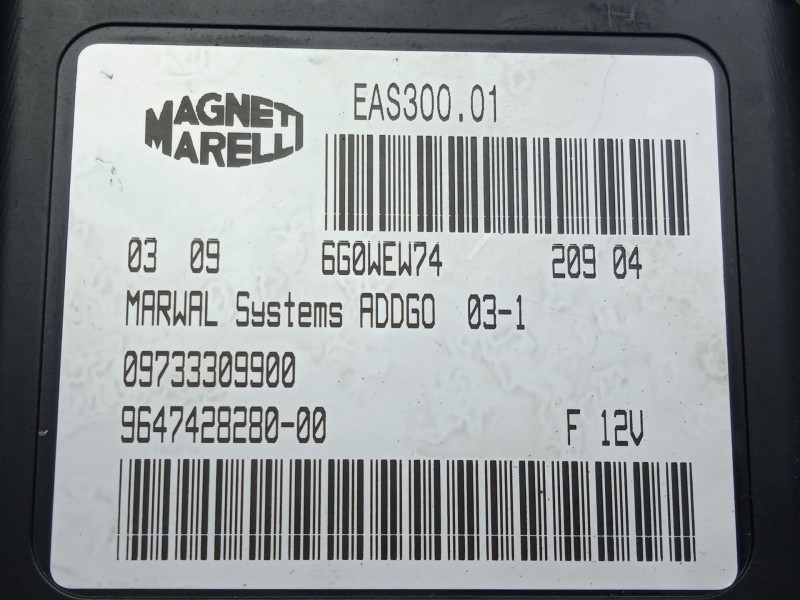 MAGNETI
MARELLI
EAS300.01
03 09 6G0WEW74 209 04
MARWAL Systems ADDGO 03-1
09733309900
9647428280-00 F 12V